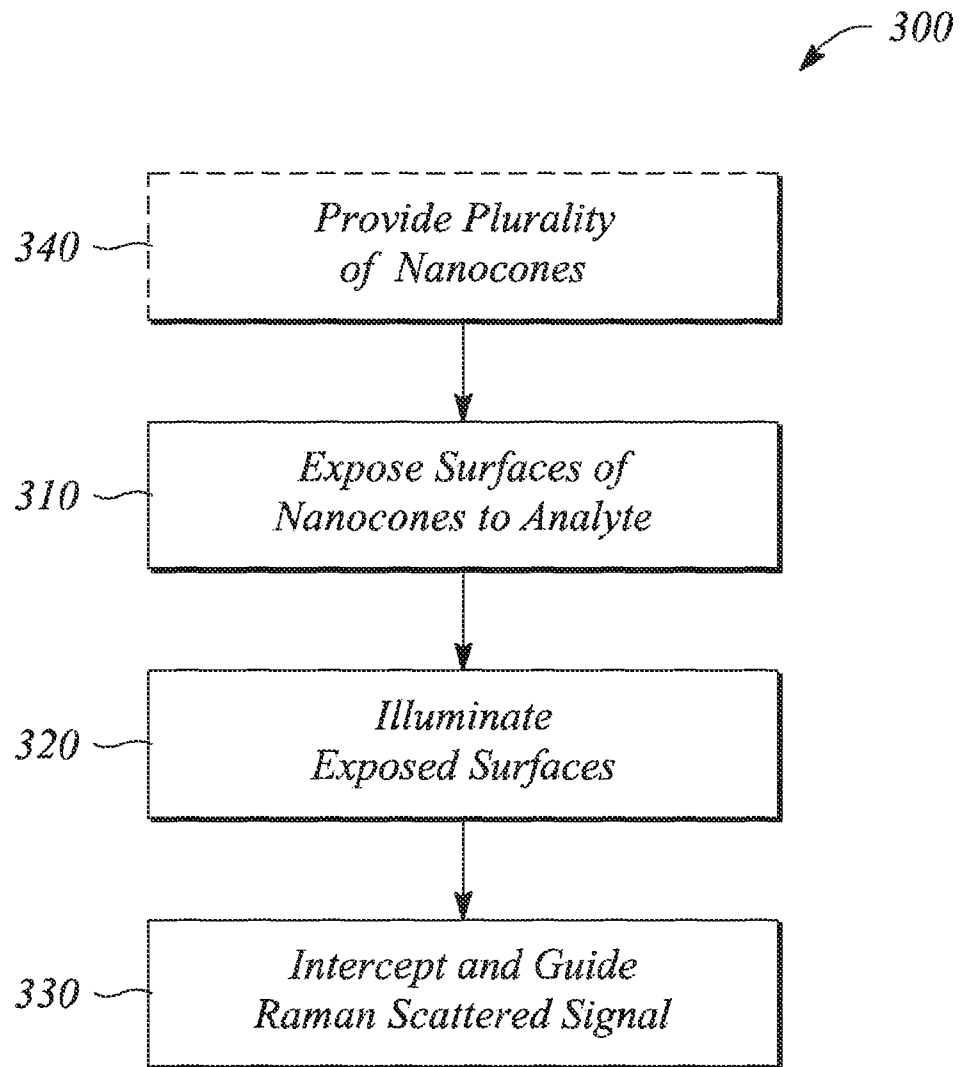 300
340
Provide Plurality
of Nanocones
310
Expose Surfaces of
Nanocones to Analyte
320
Illuminate
Exposed Surfaces
330
Intercept and Guide
Raman Scattered Signal